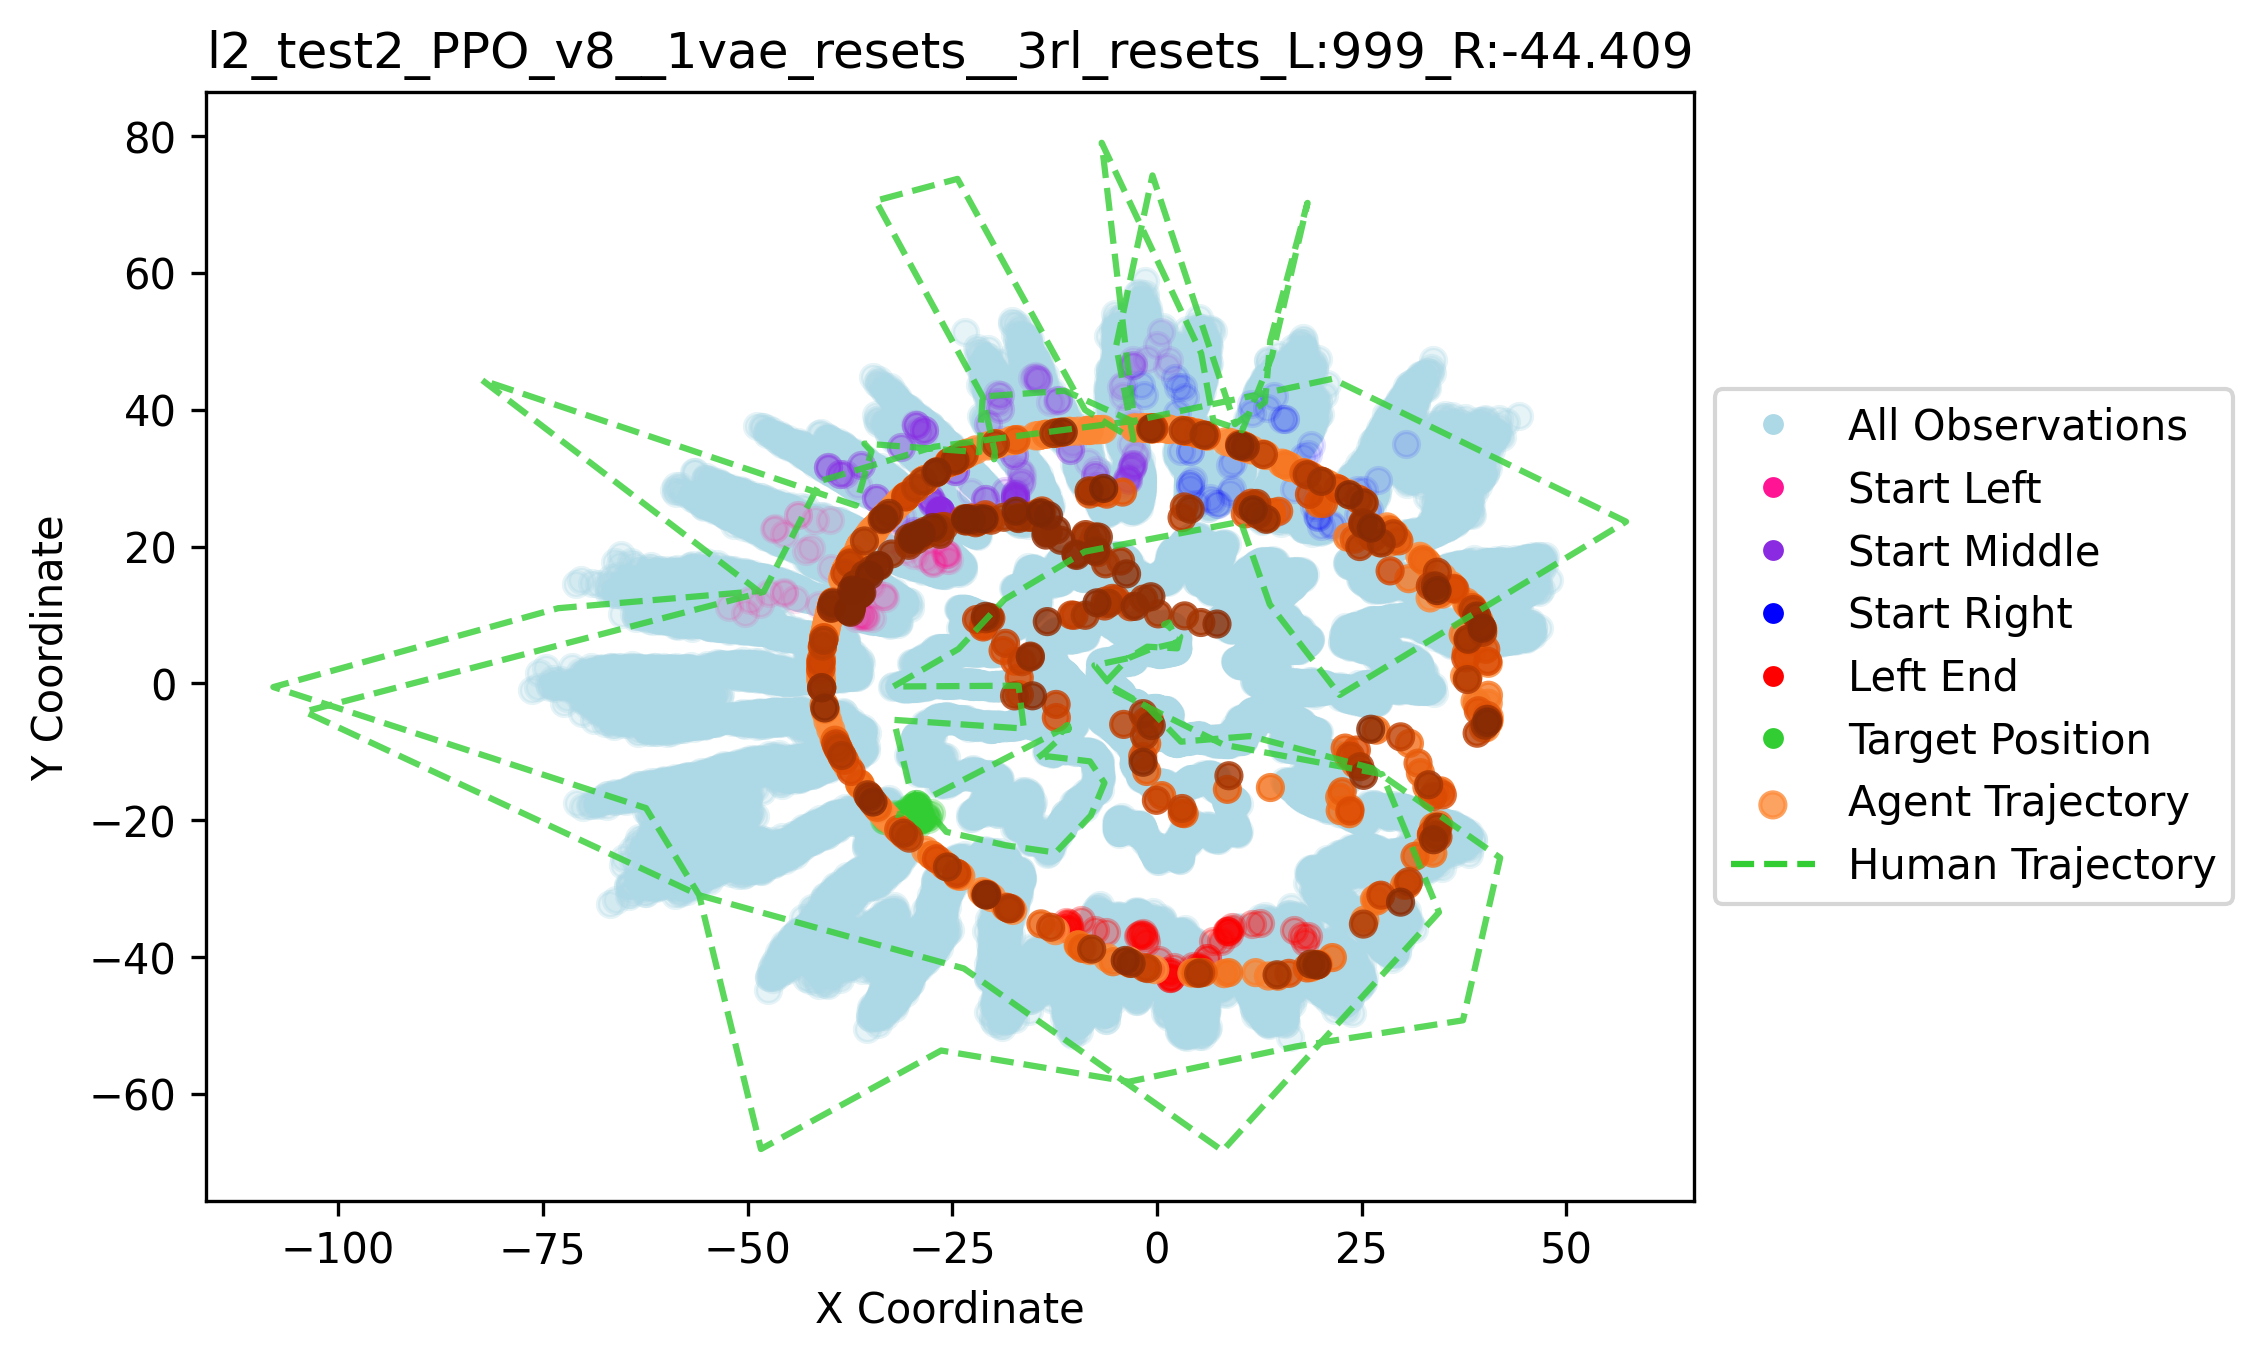 l2_test2_PPO_v8__1vae_resets__3rl_resets_L:999_R:-44.409
80
60
40
20
0
−20
−40
−60
Y Coordinate
−100
−75
−50
−25
0
25
50
X Coordinate
All Observations
Start Left
Start Middle
Start Right
Left End
Target Position
Agent Trajectory
Human Trajectory